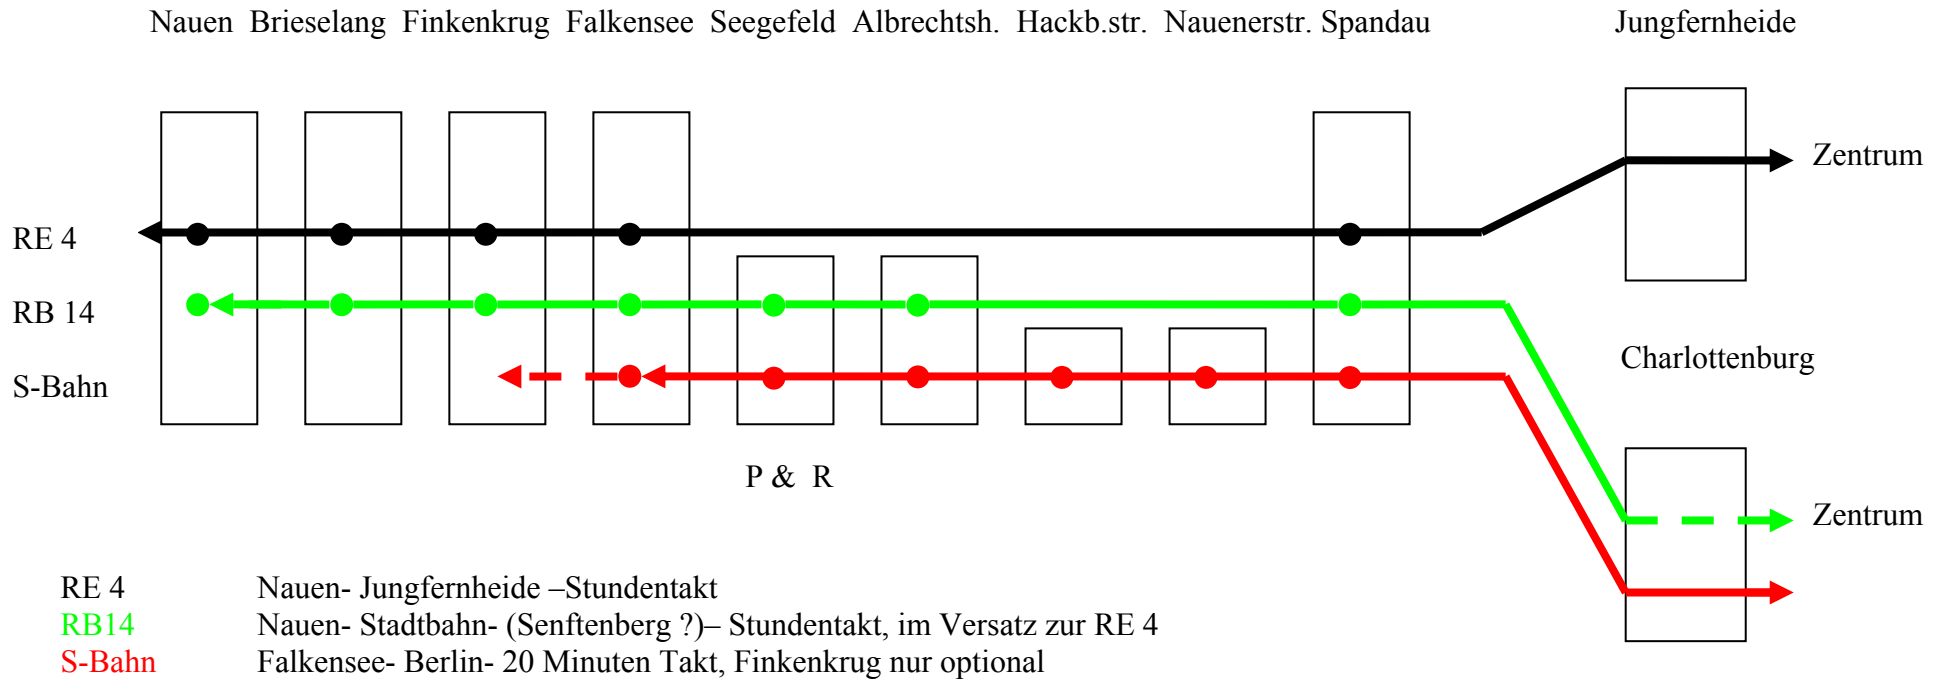 Nauen Brieselang Finkenkrug Falkensee Seegefeld Albrechtsh. Hackb.str. Nauenerstr. Spandau Jungfernheide
Zentrum
RE 4
RB 14
Charlottenburg
S-Bahn
P & R
Zentrum
RE 4 Nauen- Jungfernheide –Stundentakt
RB14 Nauen- Stadtbahn- (Senftenberg ?)– Stundentakt, im Versatz zur RE 4
S-Bahn Falkensee- Berlin- 20 Minuten Takt, Finkenkrug nur optional